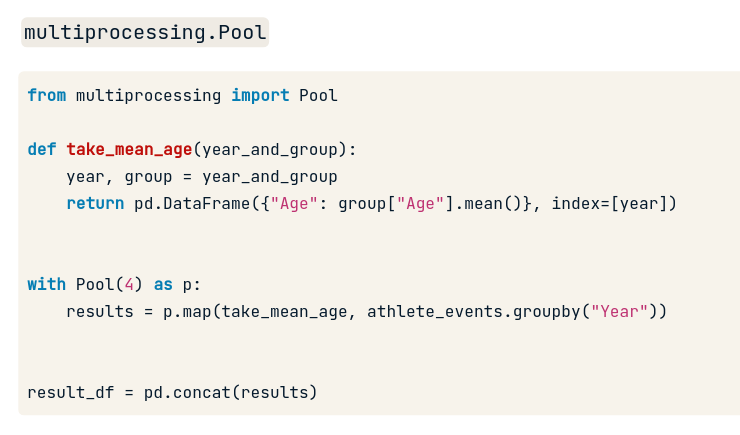 multiprocessing.Pool
from multiprocessing import Pool
def take_mean_age(year_and_group):
    year, group = year_and_group
    return pd.DataFrame({"Age": group["Age"].mean()}, index=[year])
with Pool(4) as p:
    results = p.map(take_mean_age, athlete_events.groupby("Year"))
result_df = pd.concat(results)